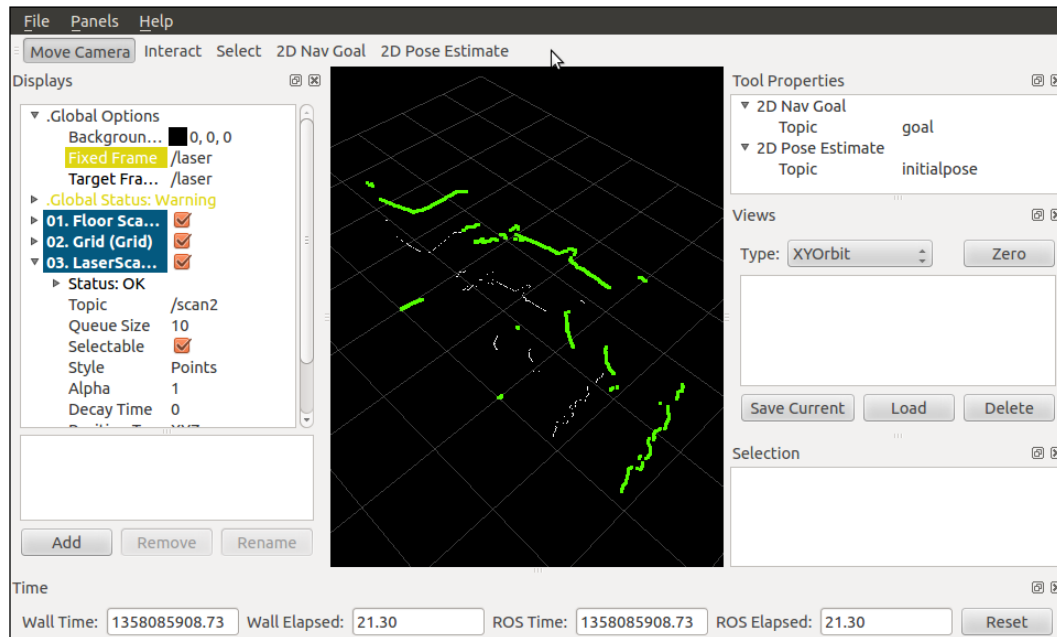 File Panels Help
Move Camera Interact Select 2D Nav Goal 2D Pose Estimate
Displays
.Global Options
Backgroun... 0, 0, 0
Fixed Frame /laser
Target Fra... /laser
.Global Status: Warning
01. Floor Sca...
02. Grid (Grid)
03. LaserSca...
Status: OK
Topic /scan2
Queue Size 10
Selectable
Style Points
Alpha 1
Decay Time 0
Add Remove Rename
Tool Properties
2D Nav Goal
Topic goal
2D Pose Estimate
Topic initialpose
Views
Type: XYOrbit Zero
Save Current Load Delete
Selection
Time
Wall Time: 1358085908.73 Wall Elapsed: 21.30 ROS Time: 1358085908.73 ROS Elapsed: 21.30 Reset